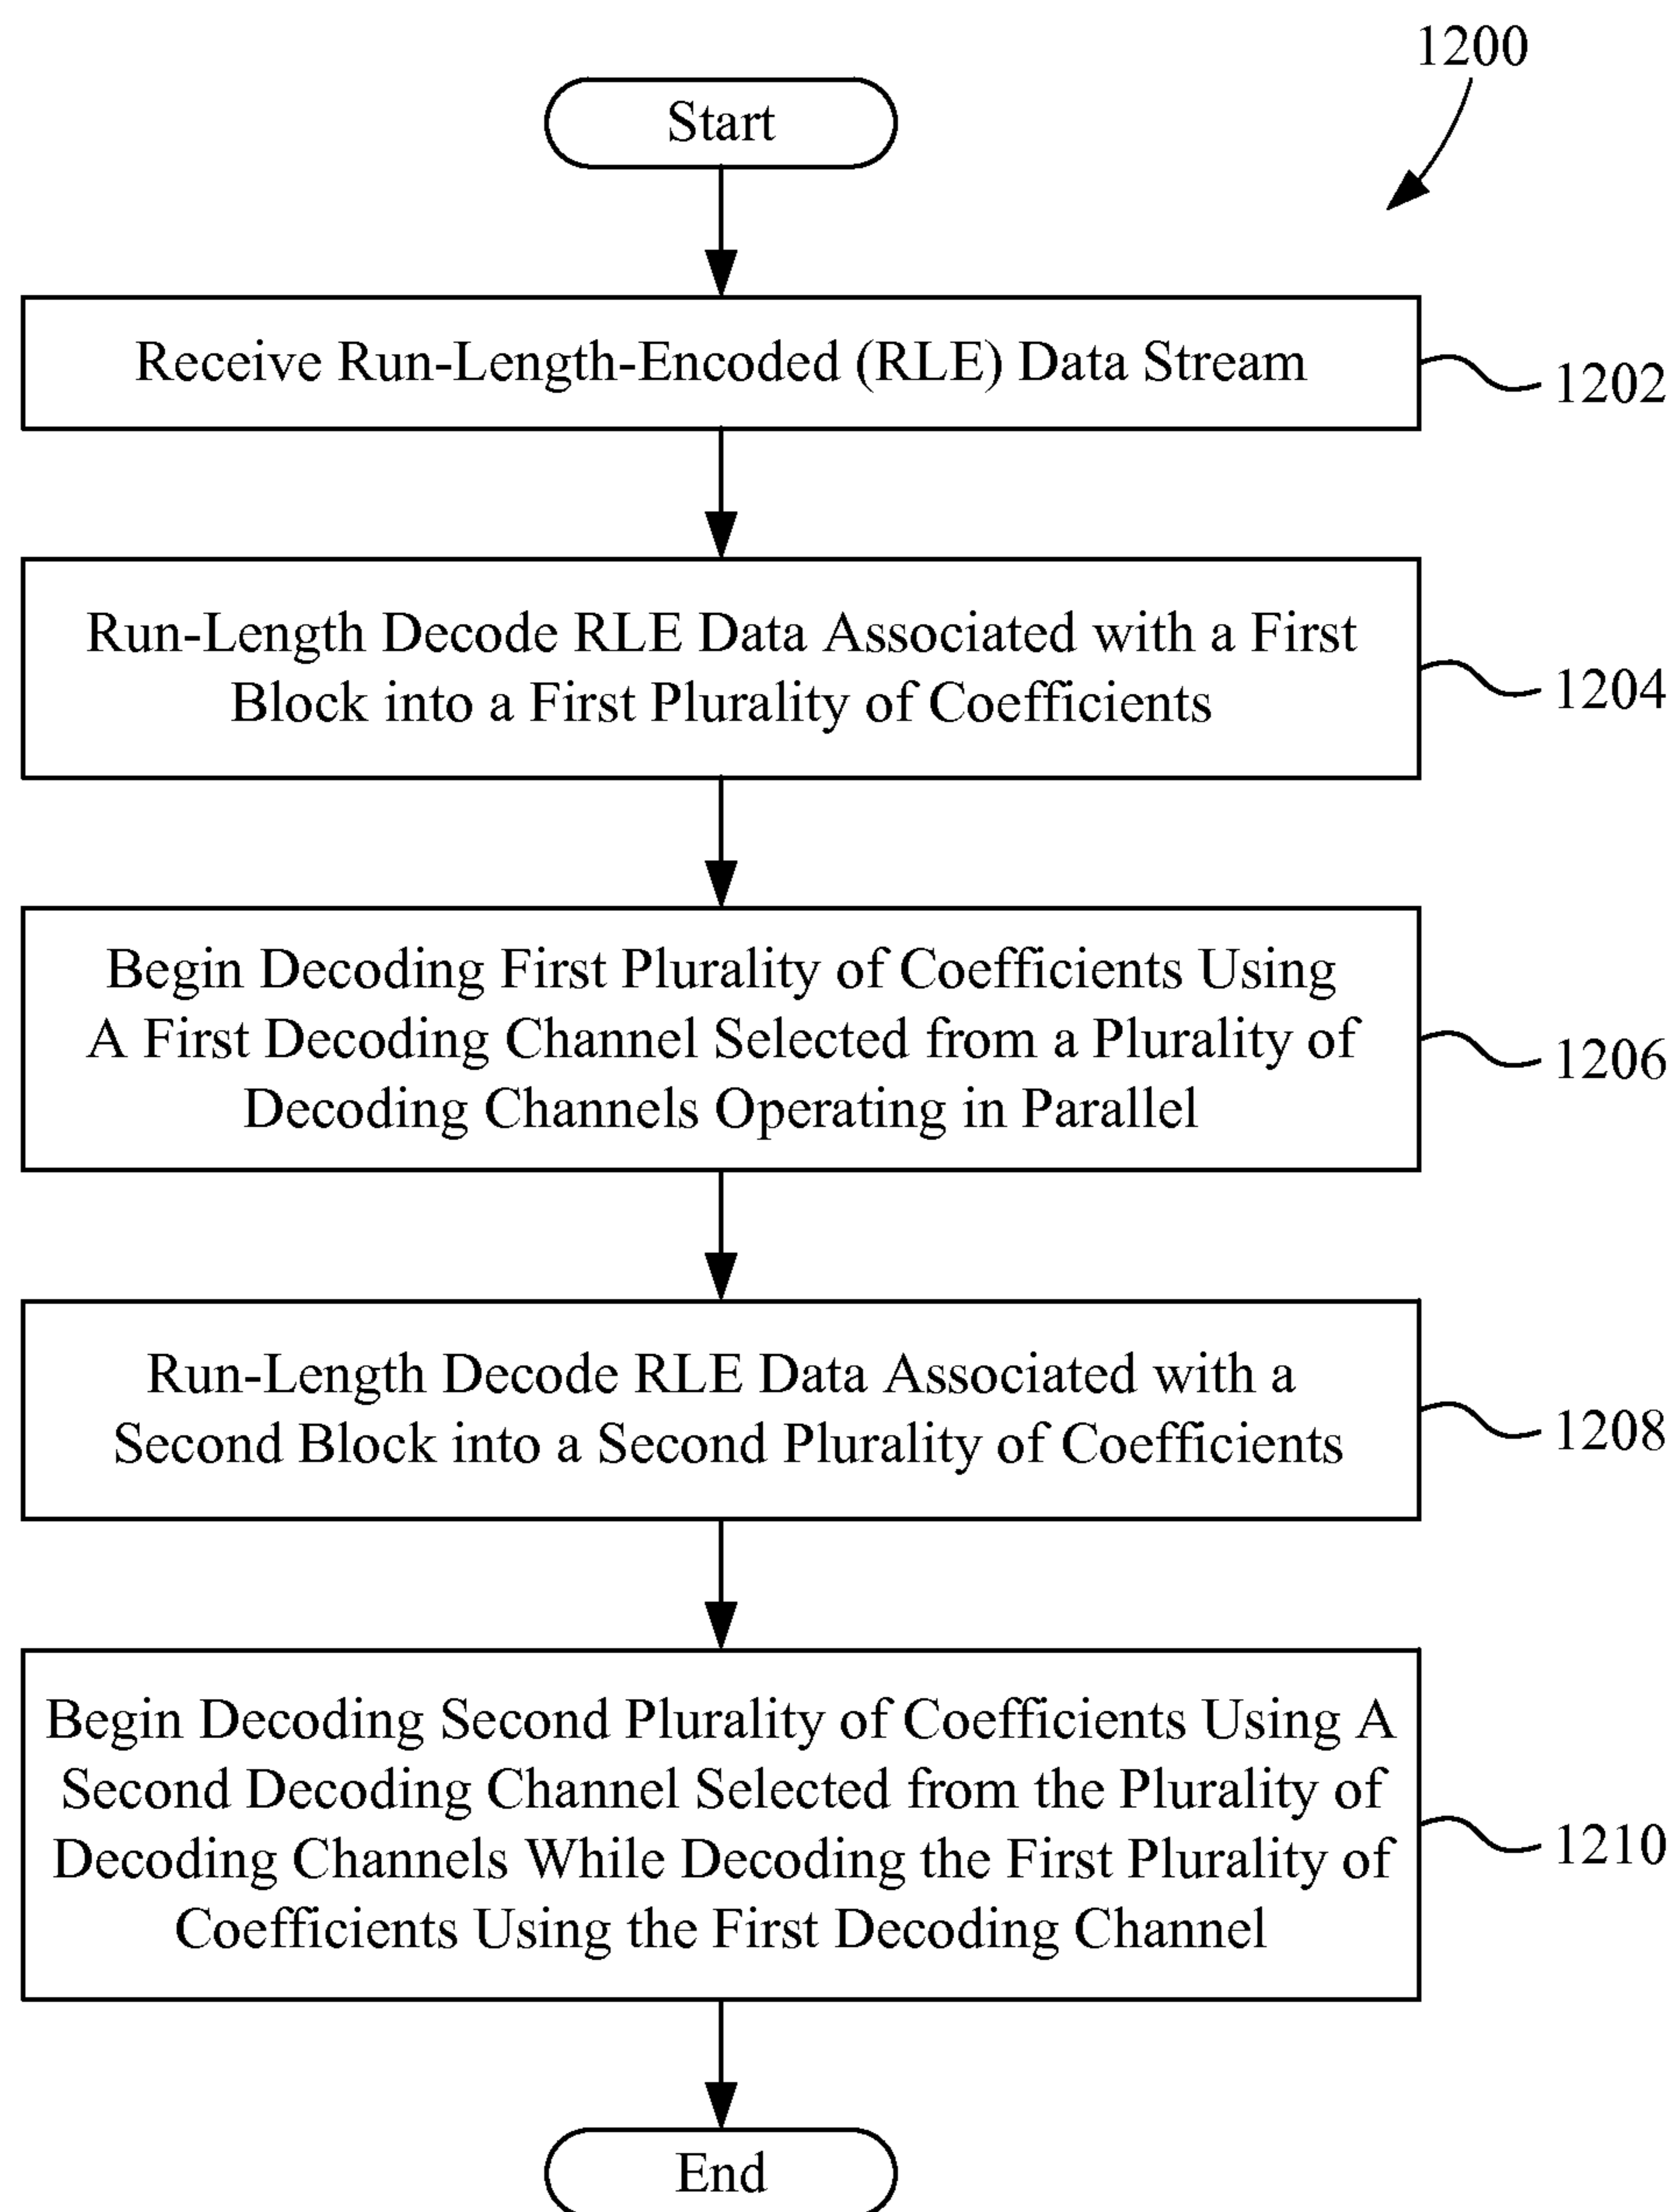 1200
Start
Receive Run-Length-Encoded (RLE) Data Stream
1202
Run-Length Decode RLE Data Associated with a First
Block into a First Plurality of Coefficients
1204
Begin Decoding First Plurality of Coefficients Using
A First Decoding Channel Selected from a Plurality of
Decoding Channels Operating in Parallel
1206
Run-Length Decode RLE Data Associated with a
Second Block into a Second Plurality of Coefficients
1208
Begin Decoding Second Plurality of Coefficients Using A
Second Decoding Channel Selected from the Plurality of
Decoding Channels While Decoding the First Plurality of
Coefficients Using the First Decoding Channel
1210
End